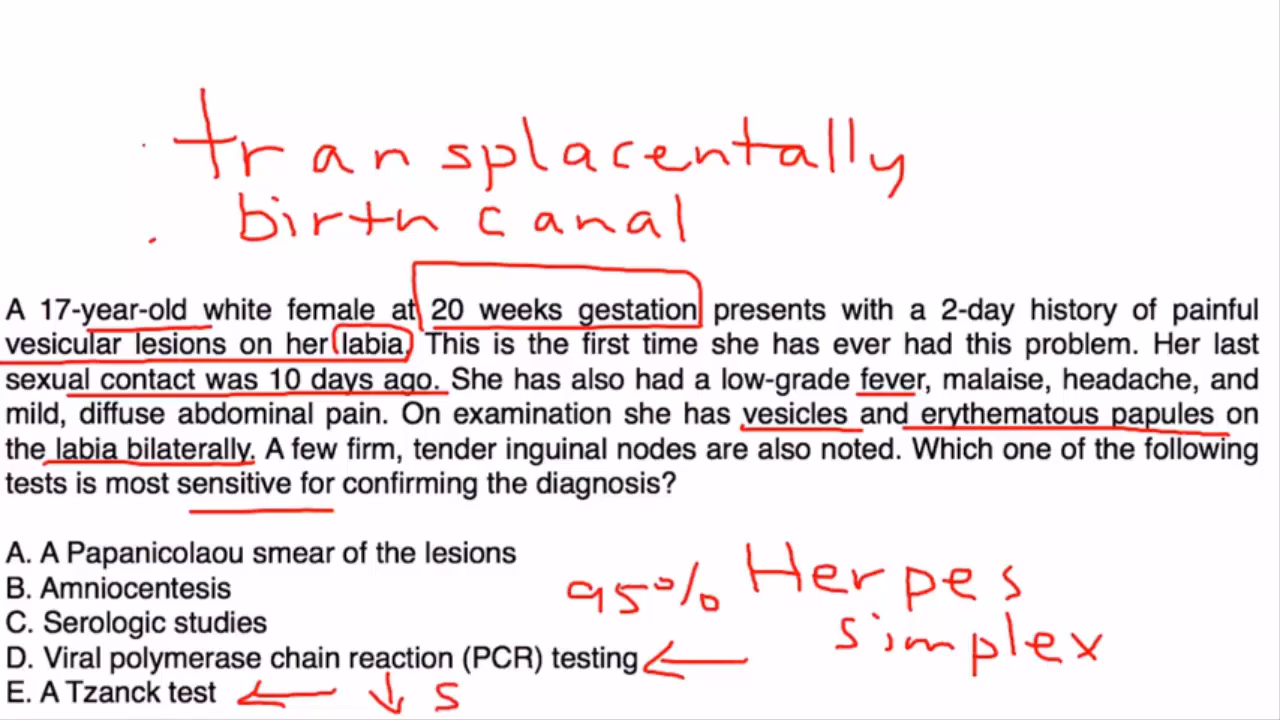 transplacentally
birth canal
A 17-year-old white female at 20 weeks gestation presents with a 2-day history of painful
vesicular lesions on her labia. This is the first time she has ever had this problem. Her last
sexual contact was 10 days ago. She has also had a low-grade fever, malaise, headache, and
mild, diffuse abdominal pain. On examination she has vesicles and erythematous papules on
the labia bilaterally. A few firm, tender inguinal nodes are also noted. Which one of the following
tests is most sensitive for confirming the diagnosis?
A. A Papanicolaou smear of the lesions
B. Amniocentesis
C. Serologic studies
D. Viral polymerase chain reaction (PCR) testing
E. A Tzanck test
95% Herpes
simplex
↓ S